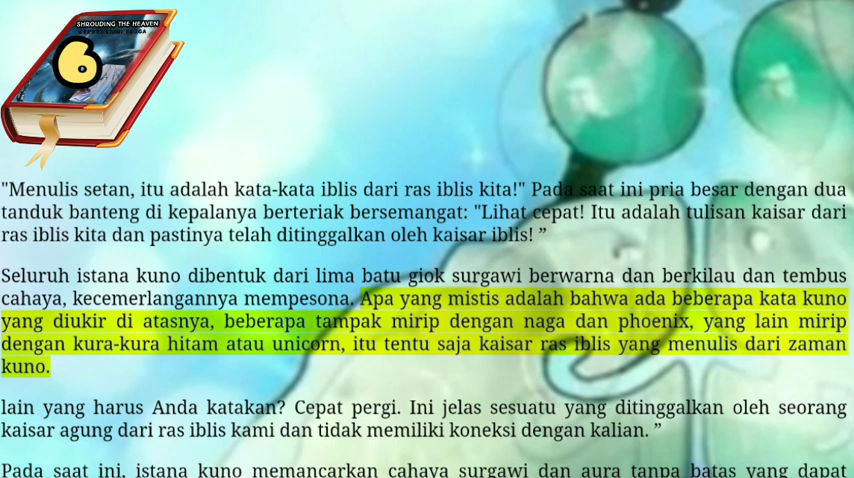 SHROUDING THE HEAVEN
6
"Menulis setan, itu adalah kata-kata iblis dari ras iblis kita!" Pada saat ini pria besar dengan dua
tanduk banteng di kepalanya berteriak bersemangat: "Lihat cepat! Itu adalah tulisan kaisar dari
ras iblis kita dan pastinya telah ditinggalkan oleh kaisar iblis! ”
Seluruh istana kuno dibentuk dari lima batu giok surgawi berwarna dan berkilau dan tembus
cahaya, kecemerlangannya mempesona. Apa yang mistis adalah bahwa ada beberapa kata kuno
yang diukir di atasnya, beberapa tampak mirip dengan naga dan phoenix, yang lain mirip
dengan kura-kura hitam atau unicorn, itu tentu saja kaisar ras iblis yang menulis dari zaman
kuno.
lain yang harus Anda katakan? Cepat pergi. Ini jelas sesuatu yang ditinggalkan oleh seorang
kaisar agung dari ras iblis kami dan tidak memiliki koneksi dengan kalian. ”
Pada saat ini, istana kuno memancarkan cahaya surgawi dan aura tanpa batas yang dapat